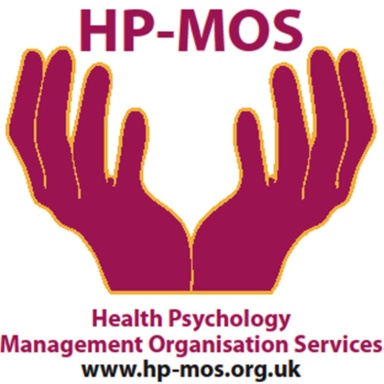 HP-MOS
Health Psychology
Management Organisation Services
www.hp-mos.org.uk